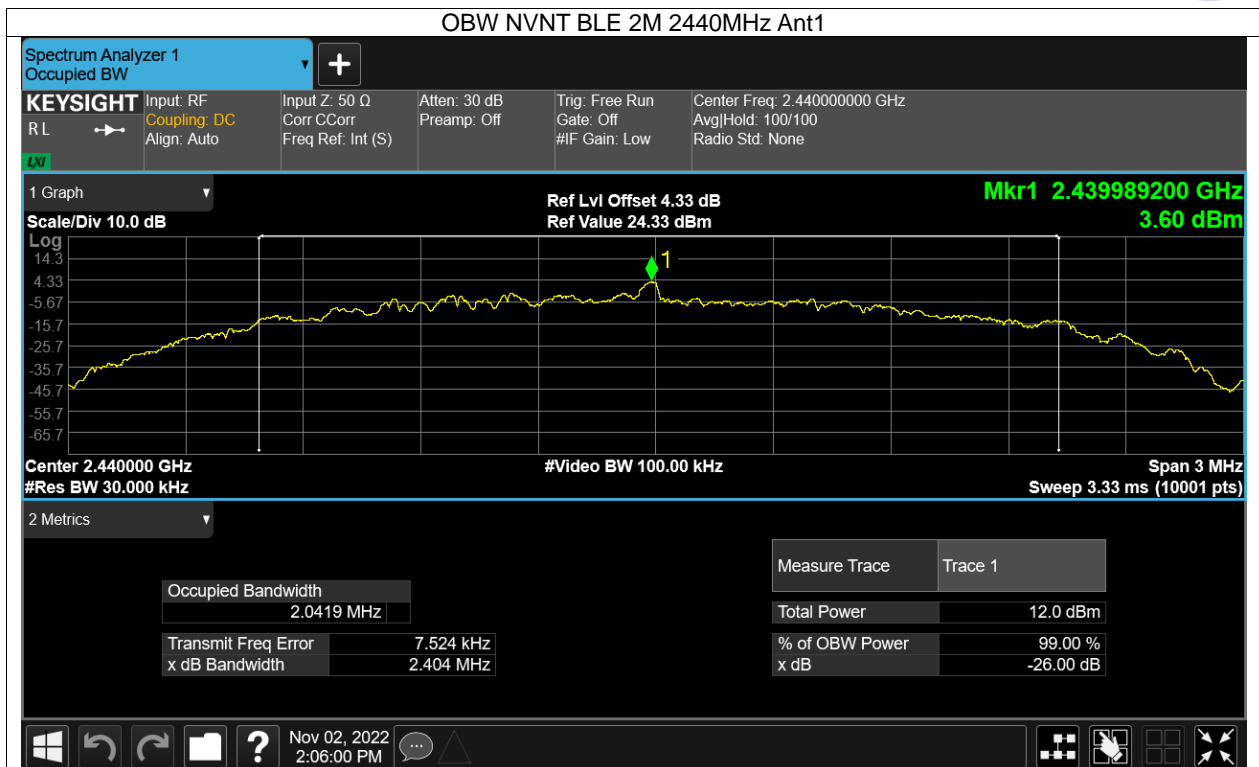 OBW NVNT BLE 2M 2440MHz Ant1
Spectrum Analyzer 1
Occupied BW
KEYSIGHT
RL
LXI
Input: RF
Coupling: DC
Align: Auto
Input Z: 50 Ω
Corr CCorr
Freq Ref: Int (S)
Atten: 30 dB
Preamp: Off
Trig: Free Run
Gate: Off
#IF Gain: Low
Center Freq: 2.440000000 GHz
Avg|Hold: 100/100
Radio Std: None
1 Graph
Scale/Div 10.0 dB
Ref Lvl Offset 4.33 dB
Ref Value 24.33 dBm
Mkr1 2.439989200 GHz
3.60 dBm
Log
14.3
4.33
-5.67
-15.7
-25.7
-35.7
-45.7
-55.7
-65.7
1
Center 2.440000 GHz
#Res BW 30.000 kHz
#Video BW 100.00 kHz
Span 3 MHz
Sweep 3.33 ms (10001 pts)
2 Metrics
Occupied Bandwidth
2.0419 MHz
Transmit Freq Error 7.524 kHz
x dB Bandwidth 2.404 MHz
Measure Trace Trace 1
Total Power 12.0 dBm
% of OBW Power 99.00 %
x dB -26.00 dB
?
Nov 02, 2022
2:06:00 PM